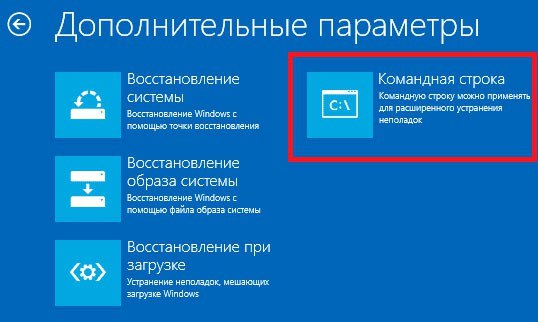 Дополнительные параметры
Восстановление
системы
Восстановление Windows с
помощью точки восстановления
Восстановление
образа системы
Восстановление Windows с
помощью файла образа системы
Восстановление при
загрузке
Устранение неполадок, мешающих
загрузке Windows
C:\
Командная строка
Командную строку можно применять
для расширенного устранения
неполадок